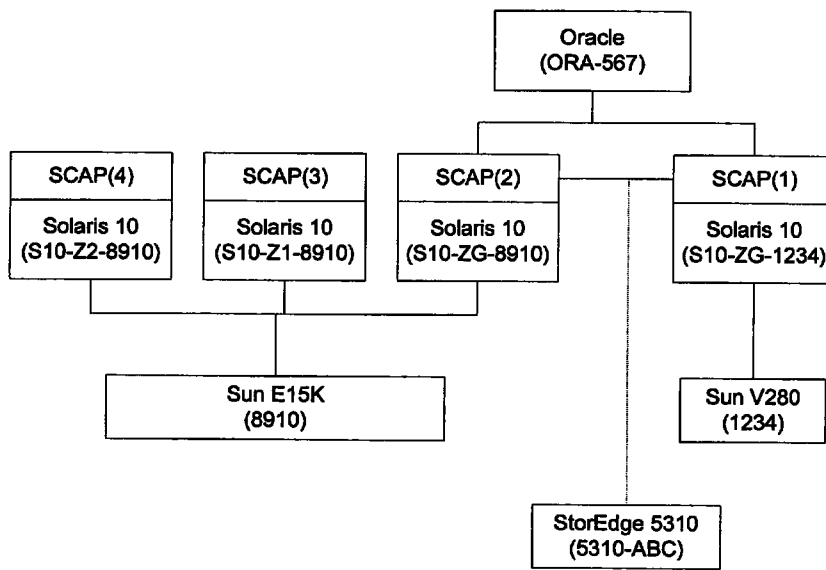 Oracle
(ORA-567)
SCAP(4)
SCAP(3)
SCAP(2)
SCAP(1)
Solaris 10
(S10-Z2-8910)
Solaris 10
(S10-Z1-8910)
Solaris 10
(S10-ZG-8910)
Solaris 10
(S10-ZG-1234)
Sun E15K
(8910)
Sun V280
(1234)
StorEdge 5310
(5310-ABC)